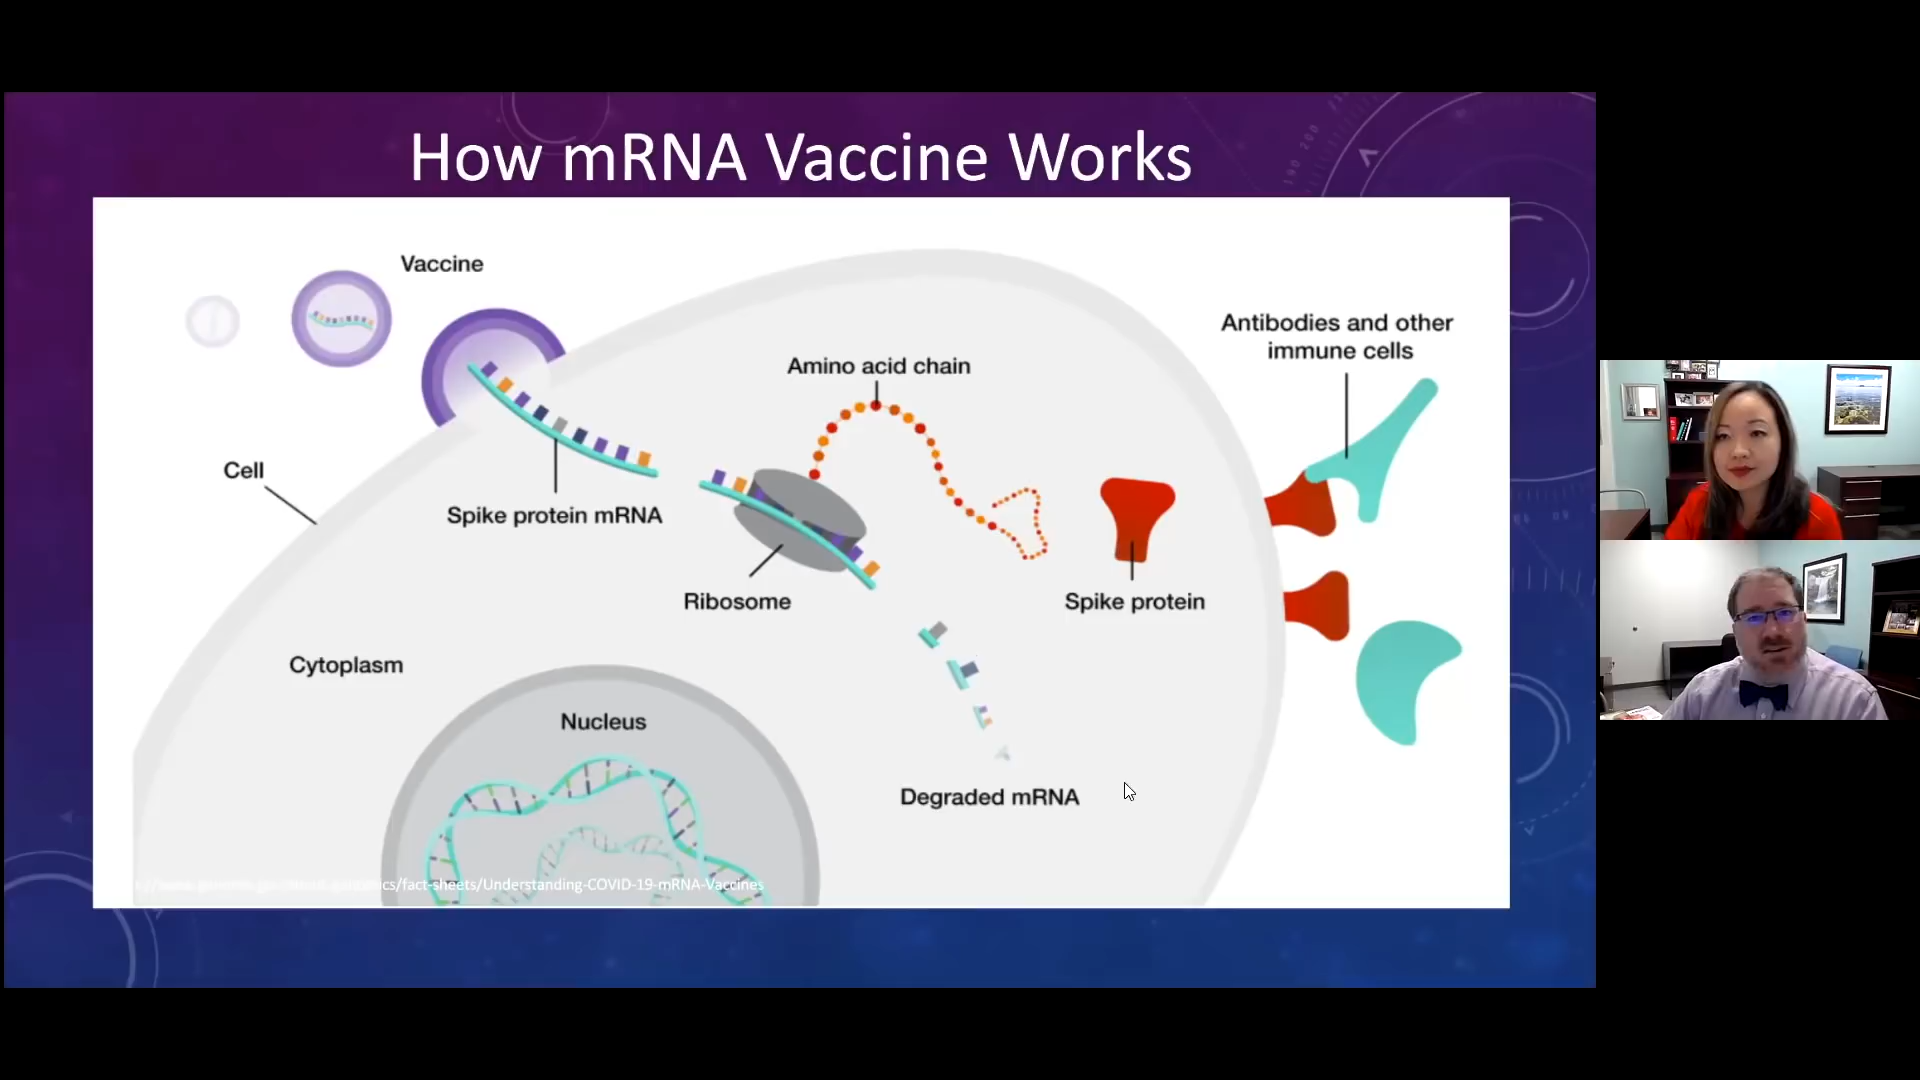 How mRNA Vaccine Works
Vaccine
Antibodies and other
immune cells
Amino acid chain
Cell
Spike protein mRNA
Ribosome
Spike protein
Cytoplasm
Nucleus
Degraded mRNA
/fact-sheets/Understanding-COVID-19-mRNA-Vaccines